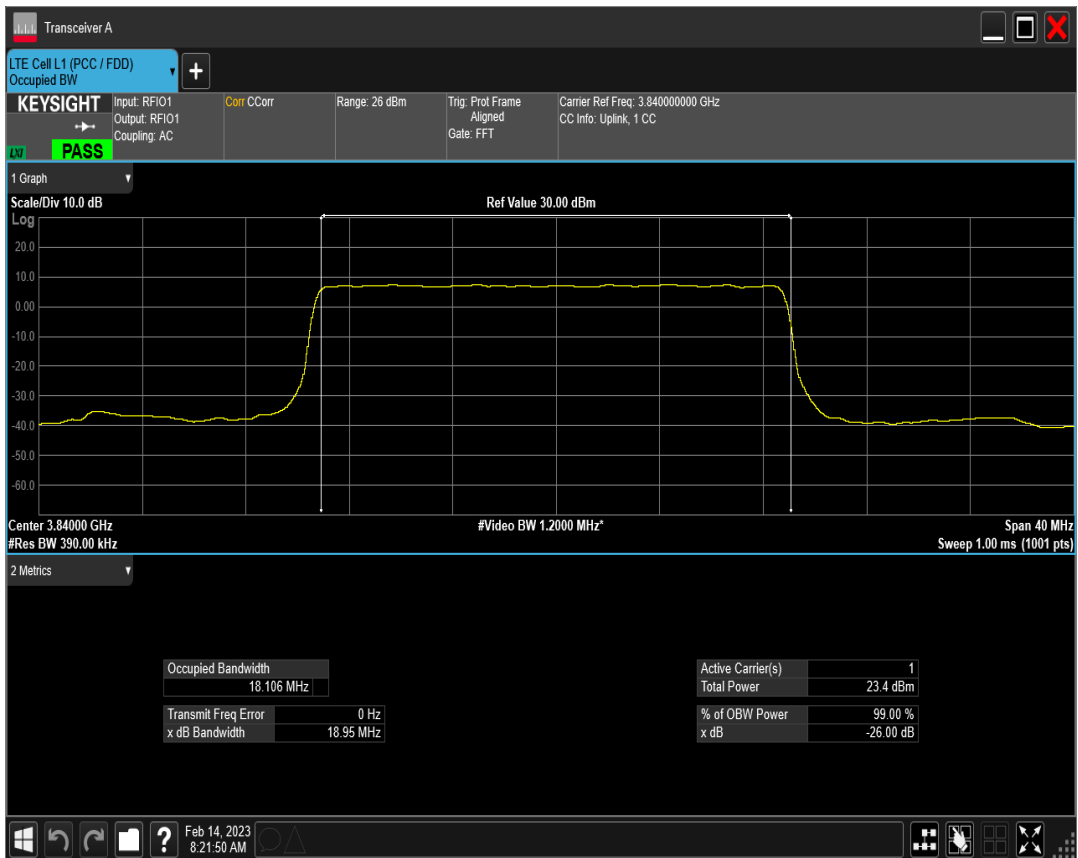 Transceiver A
LTE Cell L1 (PCC / FDD)
Occupied BW
+
KEYSIGHT
LXI
PASS
Input: RFIO1
Output: RFIO1
Coupling: AC
Corr CCorr
Range: 26 dBm
Trig: Prot Frame
Aligned
Gate: FFT
Carrier Ref Freq: 3.840000000 GHz
CC Info: Uplink, 1 CC
1 Graph
Scale/Div 10.0 dB
Ref Value 30.00 dBm
Log
20.0
10.0
0.00
-10.0
-20.0
-30.0
-40.0
-50.0
-60.0
Center 3.84000 GHz
#Video BW 1.2000 MHz*
Span 40 MHz
#Res BW 390.00 kHz
Sweep 1.00 ms (1001 pts)
2 Metrics
Occupied Bandwidth
18.106 MHz
Transmit Freq Error 0 Hz
x dB Bandwidth 18.95 MHz
Active Carrier(s) 1
Total Power 23.4 dBm
% of OBW Power 99.00 %
x dB -26.00 dB
?
Feb 14, 2023
8:21:50 AM